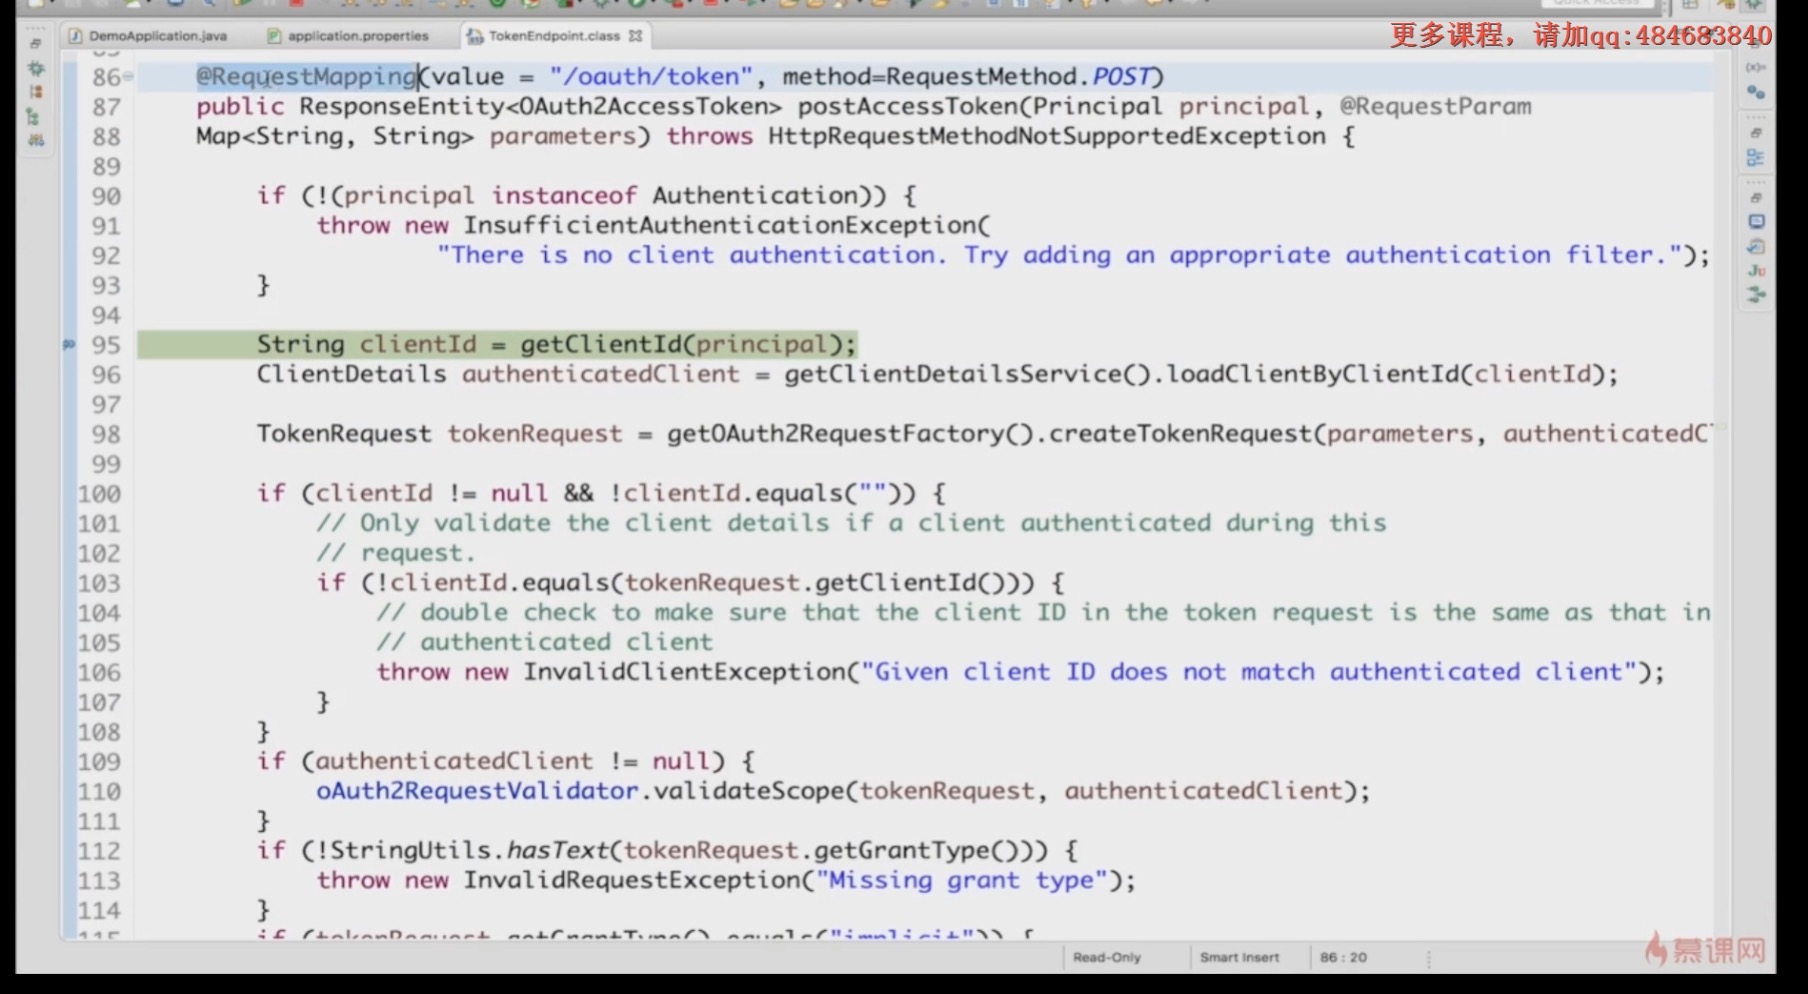 Quick Access
更多课程，请加qq:484683840
DemoApplication.java
application.properties
TokenEndpoint.class
86 @RequestMapping(value = "/oauth/token", method=RequestMethod.POST)
87 public ResponseEntity<OAuth2AccessToken> postAccessToken(Principal principal, @RequestParam
88 Map<String, String> parameters) throws HttpRequestMethodNotSupportedException {
89
90 if (!(principal instanceof Authentication)) {
91 throw new InsufficientAuthenticationException(
92 "There is no client authentication. Try adding an appropriate authentication filter.");
93 }
94
95 String clientId = getClientId(principal);
96 ClientDetails authenticatedClient = getClientDetailsService().loadClientByClientId(clientId);
97
98 TokenRequest tokenRequest = getOAuth2RequestFactory().createTokenRequest(parameters, authenticatedC
99
100 if (clientId != null && !clientId.equals("")) {
101 // Only validate the client details if a client authenticated during this
102 // request.
103 if (!clientId.equals(tokenRequest.getClientId())) {
104 // double check to make sure that the client ID in the token request is the same as that in
105 // authenticated client
106 throw new InvalidClientException("Given client ID does not match authenticated client");
107 }
108 }
109 if (authenticatedClient != null) {
110 oAuth2RequestValidator.validateScope(tokenRequest, authenticatedClient);
111 }
112 if (!StringUtils.hasText(tokenRequest.getGrantType())) {
113 throw new InvalidRequestException("Missing grant type");
114 }
115 if (tokenRequest.getGrantType().equals("implicit")) {
Read-Only
Smart Insert
86 : 20
慕课网